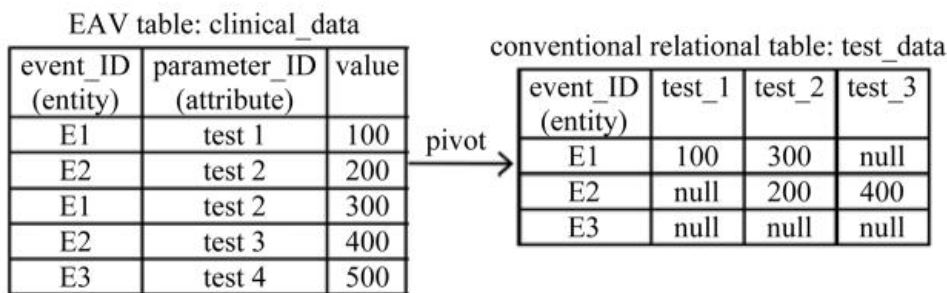 EAV table: clinical_data
event_ID parameter_ID value
(entity) (attribute)
E1 test 1 100
E2 test 2 200
E1 test 2 300
E2 test 3 400
E3 test 4 500
pivot
conventional relational table: test_data
event_ID test_1 test_2 test_3
(entity)
E1 100 300 null
E2 null 200 400
E3 null null null